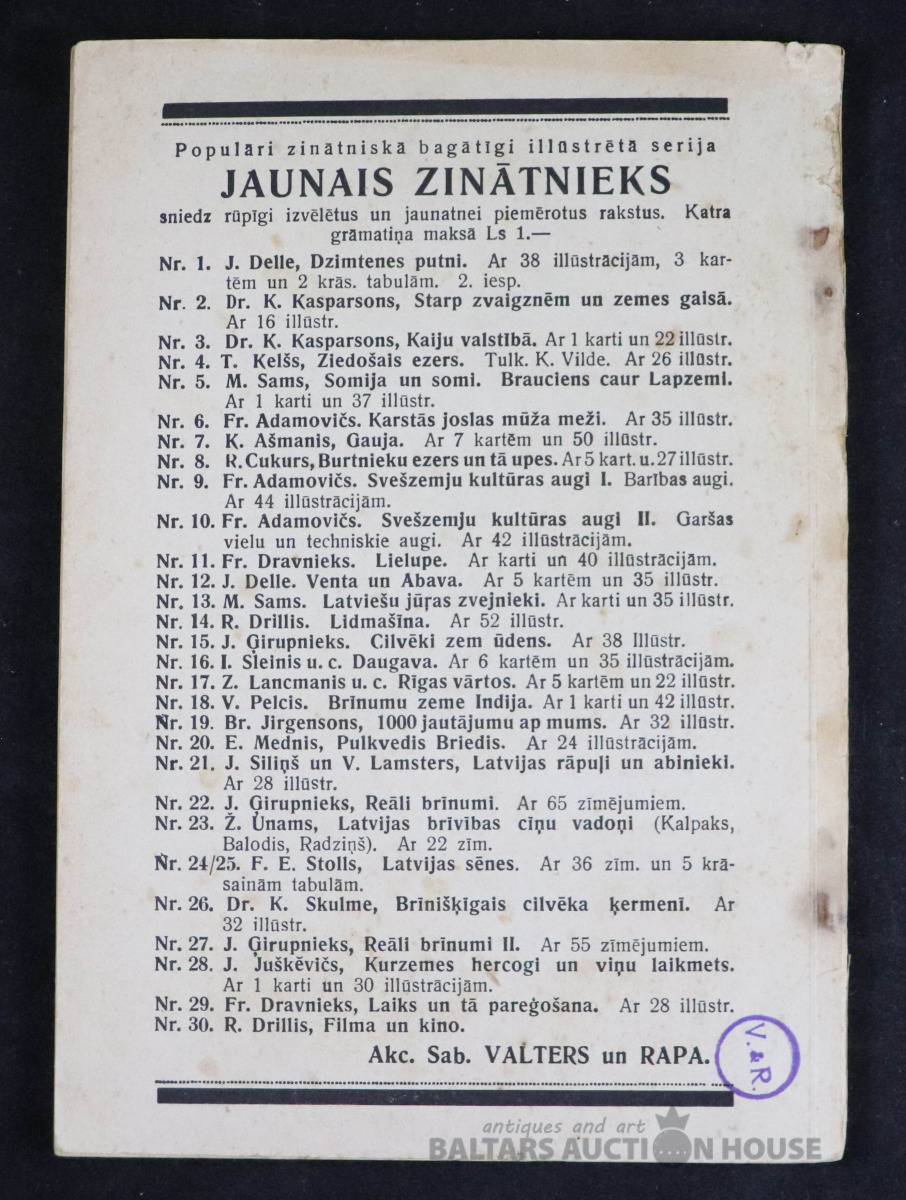 Populāri zinātniskā bagātīgi illūstrētā serija
JAUNAIS ZINĀTNIEKS
sniedz rūpīgi izvēlētus un jaunatnei piemērotus rakstus. Katra
grāmatiņa maksā Ls 1.—
Nr. 1. J. Delle, Dzimtenes putni. Ar 38 illūstrācijām, 3 kar-
tēm un 2 krās. tabulām. 2. iesp.
Nr. 2. Dr. K. Kasparsons, Starp zvaigznēm un zemes gaisā.
Ar 16 illūstr.
Nr. 3. Dr. K. Kasparsons, Kaiju valstībā. Ar 1 karti un 22 illūstr.
Nr. 4. T. Kelšs, Ziedošais ezers. Tulk. K. Vilde. Ar 26 illūstr.
Nr. 5. M. Sams, Somija un somi. Brauciens caur Lapzemi.
Ar 1 karti un 37 illūstr.
Nr. 6. Fr. Adamovičs. Karstās joslas mūža meži. Ar 35 illūstr.
Nr. 7. K. Ašmanis, Gauja. Ar 7 kartēm un 50 illūstr.
Nr. 8. R. Cukurs, Burtnieku ezers un tā upes. Ar 5 kart. u. 27 illūstr.
Nr. 9. Fr. Adamovičs. Svešzemju kultūras augi I. Barības augi.
Ar 44 illūstrācijām.
Nr. 10. Fr. Adamovičs. Svešzemju kultūras augi II. Garšas
vielu un techniskie augi. Ar 42 illūstrācijām.
Nr. 11. Fr. Dravnieks. Lielupe. Ar karti un 40 illūstrācijām.
Nr. 12. J. Delle. Venta un Abava. Ar 5 kartēm un 35 illūstr.
Nr. 13. M. Sams. Latviešu jūŗas zvejnieki. Ar karti un 35 illūstr.
Nr. 14. R. Drillis. Lidmašīna. Ar 52 illūstr.
Nr. 15. J. Ģirupnieks. Cilvēki zem ūdens. Ar 38 Illūstr.
Nr. 16. I. Sleinis u. c. Daugava. Ar 6 kartēm un 35 illūstrācijām.
Nr. 17. Z. Lancmanis u. c. Rīgas vārtos. Ar 5 kartēm un 22 illūstr.
Nr. 18. V. Pelcis. Brīnumu zeme Indija. Ar 1 karti un 42 illūstr.
Nr. 19. Br. Jirgensons, 1000 jautājumu ap mums. Ar 32 illūstr.
Nr. 20. E. Mednis, Pulkvedis Briedis. Ar 24 illūstrācijām.
Nr. 21. J. Siliņš un V. Lamsters, Latvijas rāpuļi un abinieki.
Ar 28 illūstr.
Nr. 22. J. Ģirupnieks, Reāli brīnumi. Ar 65 zīmējumiem.
Nr. 23. Ž. Unams, Latvijas brīvības cīņu vadoņi (Kalpaks,
Balodis, Radziņš). Ar 22 zīm.
Nr. 24/25. F. E. Stolls, Latvijas sēnes. Ar 36 zīm. un 5 krā-
sainām tabulām.
Nr. 26. Dr. K. Skulme, Brīnišķīgais cilvēka ķermenī. Ar
32 illūstr.
Nr. 27. J. Ģirupnieks, Reāli brīnumi II. Ar 55 zīmējumiem.
Nr. 28. J. Juškēvičs, Kurzemes hercogi un viņu laikmets.
Ar 1 karti un 30 illūstrācijām.
Nr. 29. Fr. Dravnieks, Laiks un tā pareģošana. Ar 28 illūstr.
Nr. 30. R. Drillis, Filma un kino.
Akc. Sab. VALTERS un RAPA.
V. & R.
antiques and art
BALTARS AUCTION HOUSE